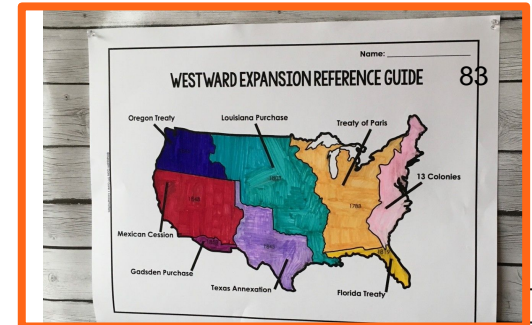 Name:
WESTWARD EXPANSION REFERENCE GUIDE 83
Oregon Treaty
Louisiana Purchase
Treaty of Paris
13 Colonies
Mexican Cession
Gadsden Purchase
Texas Annexation
Florida Treaty